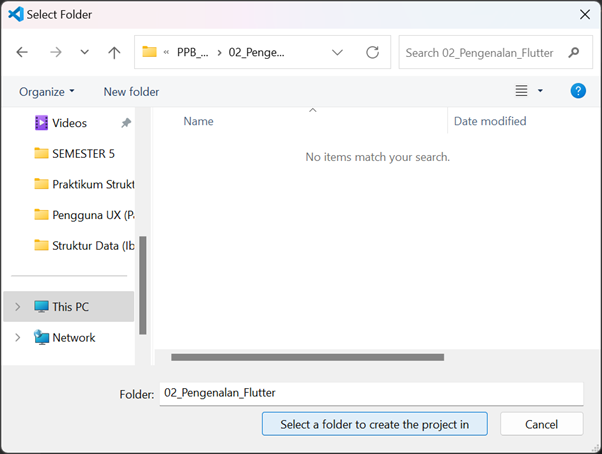 Select Folder
« PPB_... › 02_Penge...
Search 02_Pengenalan_Flutter
Organize
New folder
?
Videos
SEMESTER 5
Praktikum Strukt
Pengguna UX (Pa
Struktur Data (Ib
This PC
Network
Name
Date modified
No items match your search.
Folder: 02_Pengenalan_Flutter
Select a folder to create the project in
Cancel